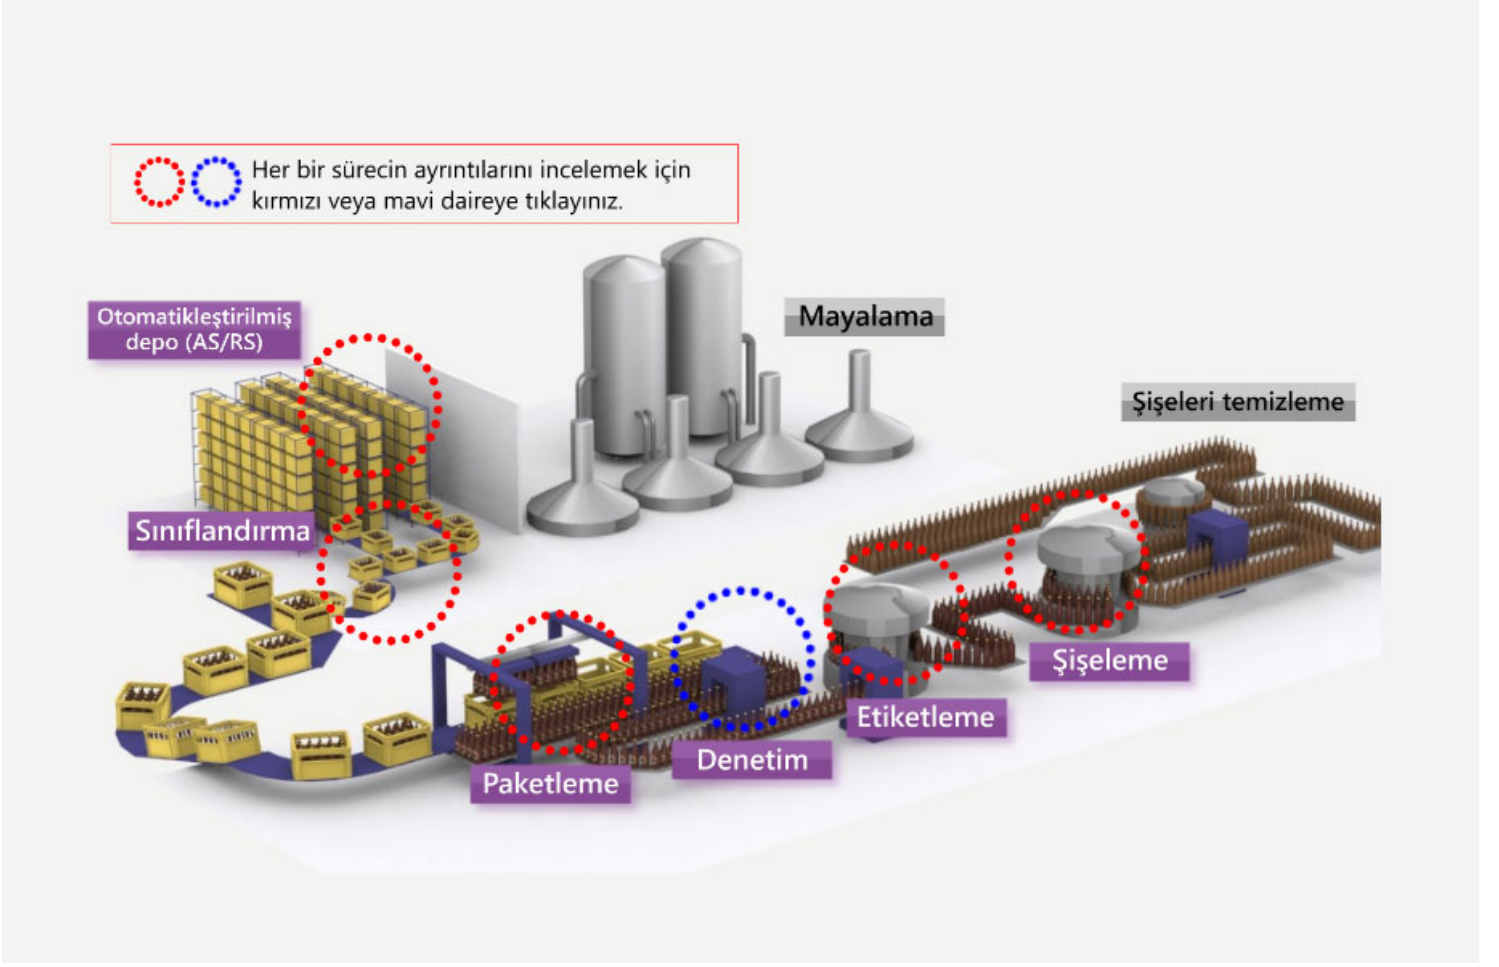 Her bir sürecin ayrıntılarını incelemek için
kırmızı veya mavi daireye tıklayınız.
Otomatikleştirilmiş
depo (AS/RS)
Mayalama
Şişeleri temizleme
Sınıflandırma
Şişeleme
Etiketleme
Denetim
Paketleme